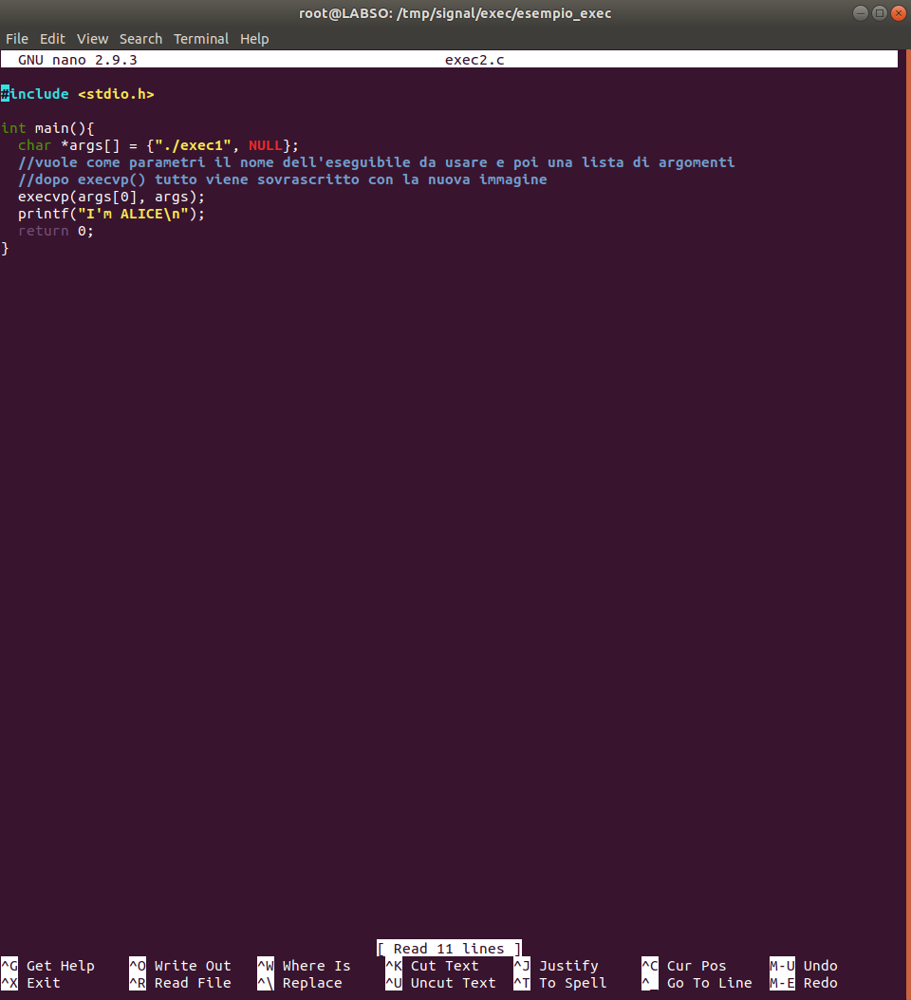 root@LABSO: /tmp/signal/exec/esempio_exec
File Edit View Search Terminal Help
GNU nano 2.9.3 exec2.c
#include <stdio.h>
int main(){
  char *args[] = {"./exec1", NULL};
  //vuole come parametri il nome dell'eseguibile da usare e poi una lista di argomenti
  //dopo execvp() tutto viene sovrascritto con la nuova immagine
  execvp(args[0], args);
  printf("I'm ALICE\n");
  return 0;
}
[ Read 11 lines ]
^G Get Help ^O Write Out ^W Where Is ^K Cut Text ^J Justify ^C Cur Pos M-U Undo
^X Exit ^R Read File ^\ Replace ^U Uncut Text ^T To Spell ^_ Go To Line M-E Redo